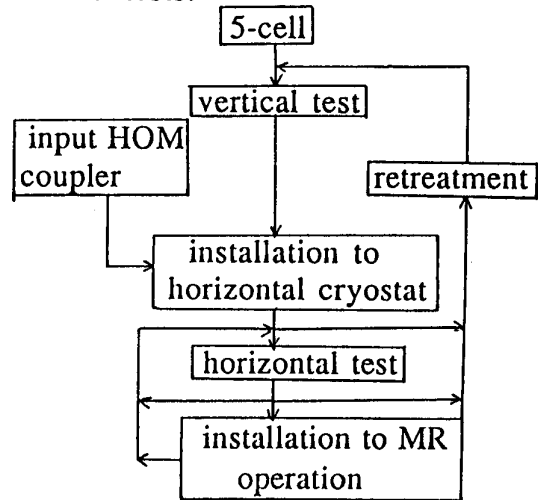 5-cell
vertical test
input HOM
coupler
retreatment
installation to
horizontal cryostat
horizontal test
installation to MR
operation